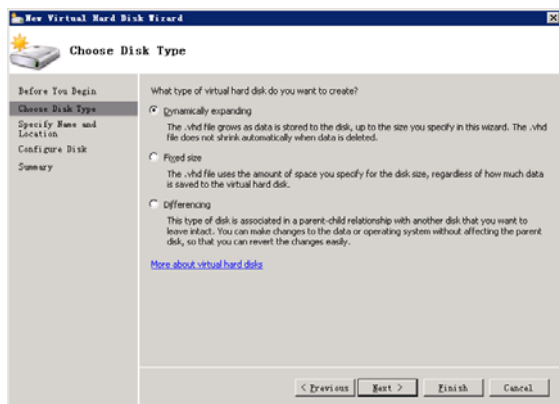 New Virtual Hard Disk Wizard
Choose Disk Type
Before You Begin
Choose Disk Type
Specify Name and
Location
Configure Disk
Summary
What type of virtual hard disk do you want to create?
Dynamically expanding
The .vhd file grows as data is stored to the disk, up to the size you specify in this wizard. The .vhd
file does not shrink automatically when data is deleted.
Fixed size
The .vhd file uses the amount of space you specify for the disk size, regardless of how much data
is saved to the virtual hard disk.
Differencing
This type of disk is associated in a parent-child relationship with another disk that you want to
leave intact. You can make changes to the data or operating system without affecting the parent
disk, so that you can revert the changes easily.
More about virtual hard disks
< Previous
Next >
Finish
Cancel